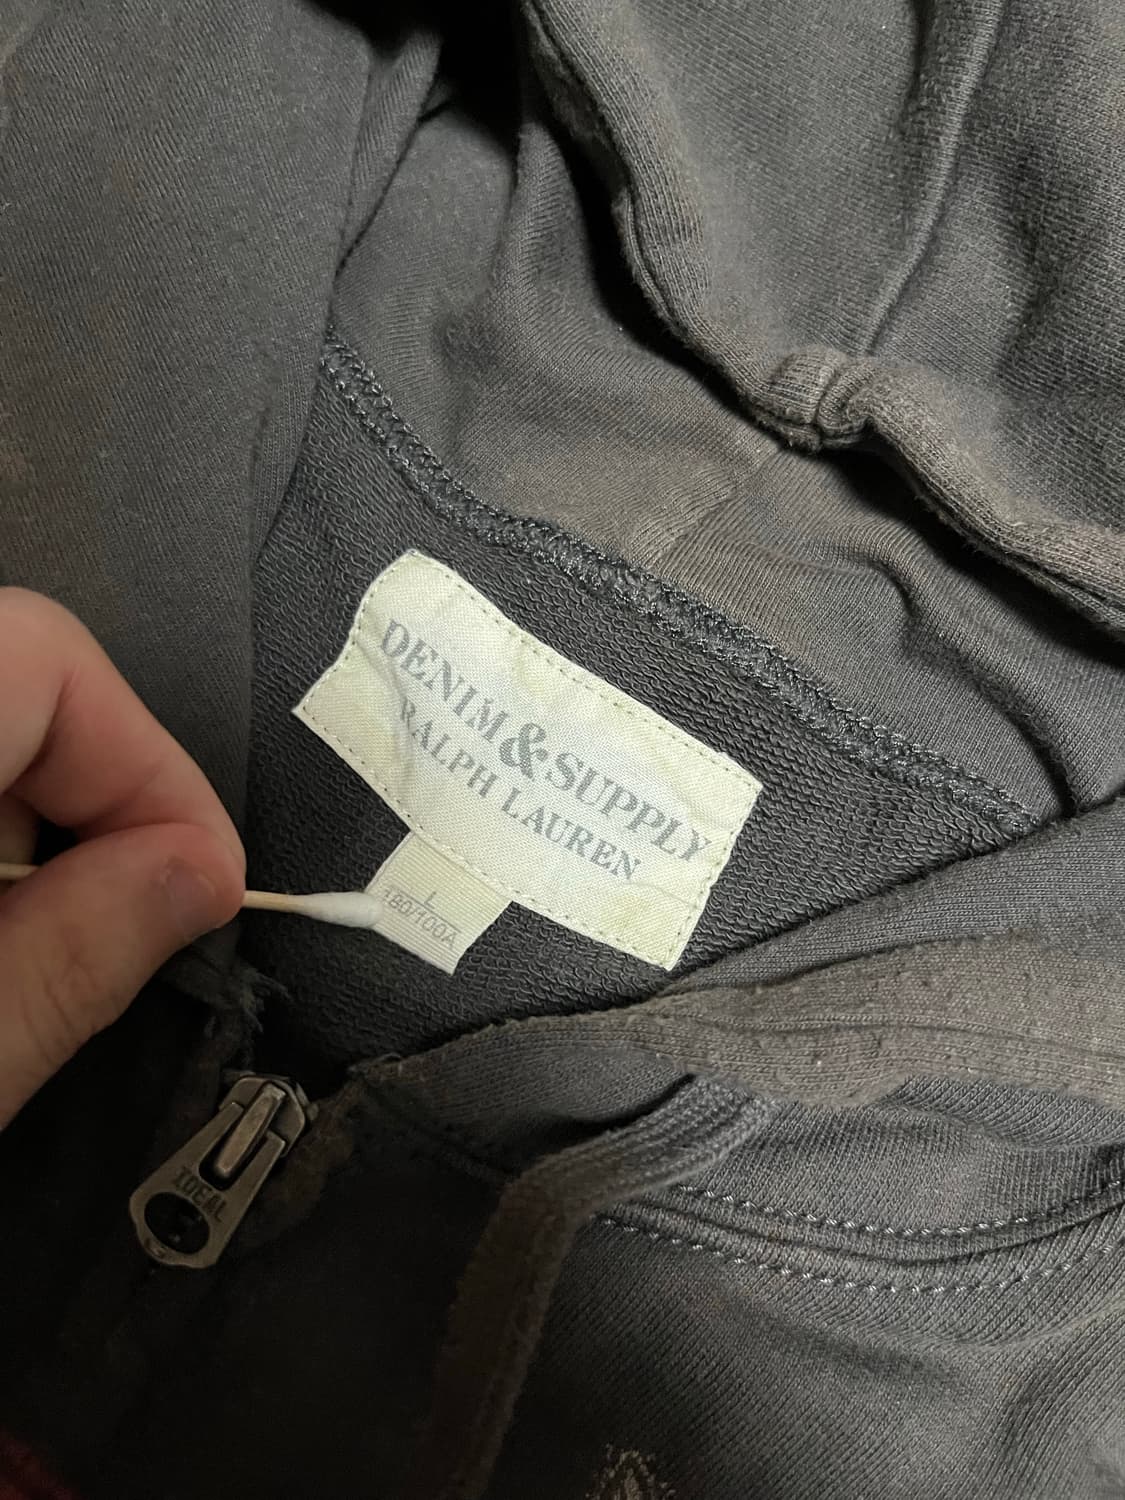 DENIM & SUPPLY
RALPH LAUREN
L
180/100A
IDEAL